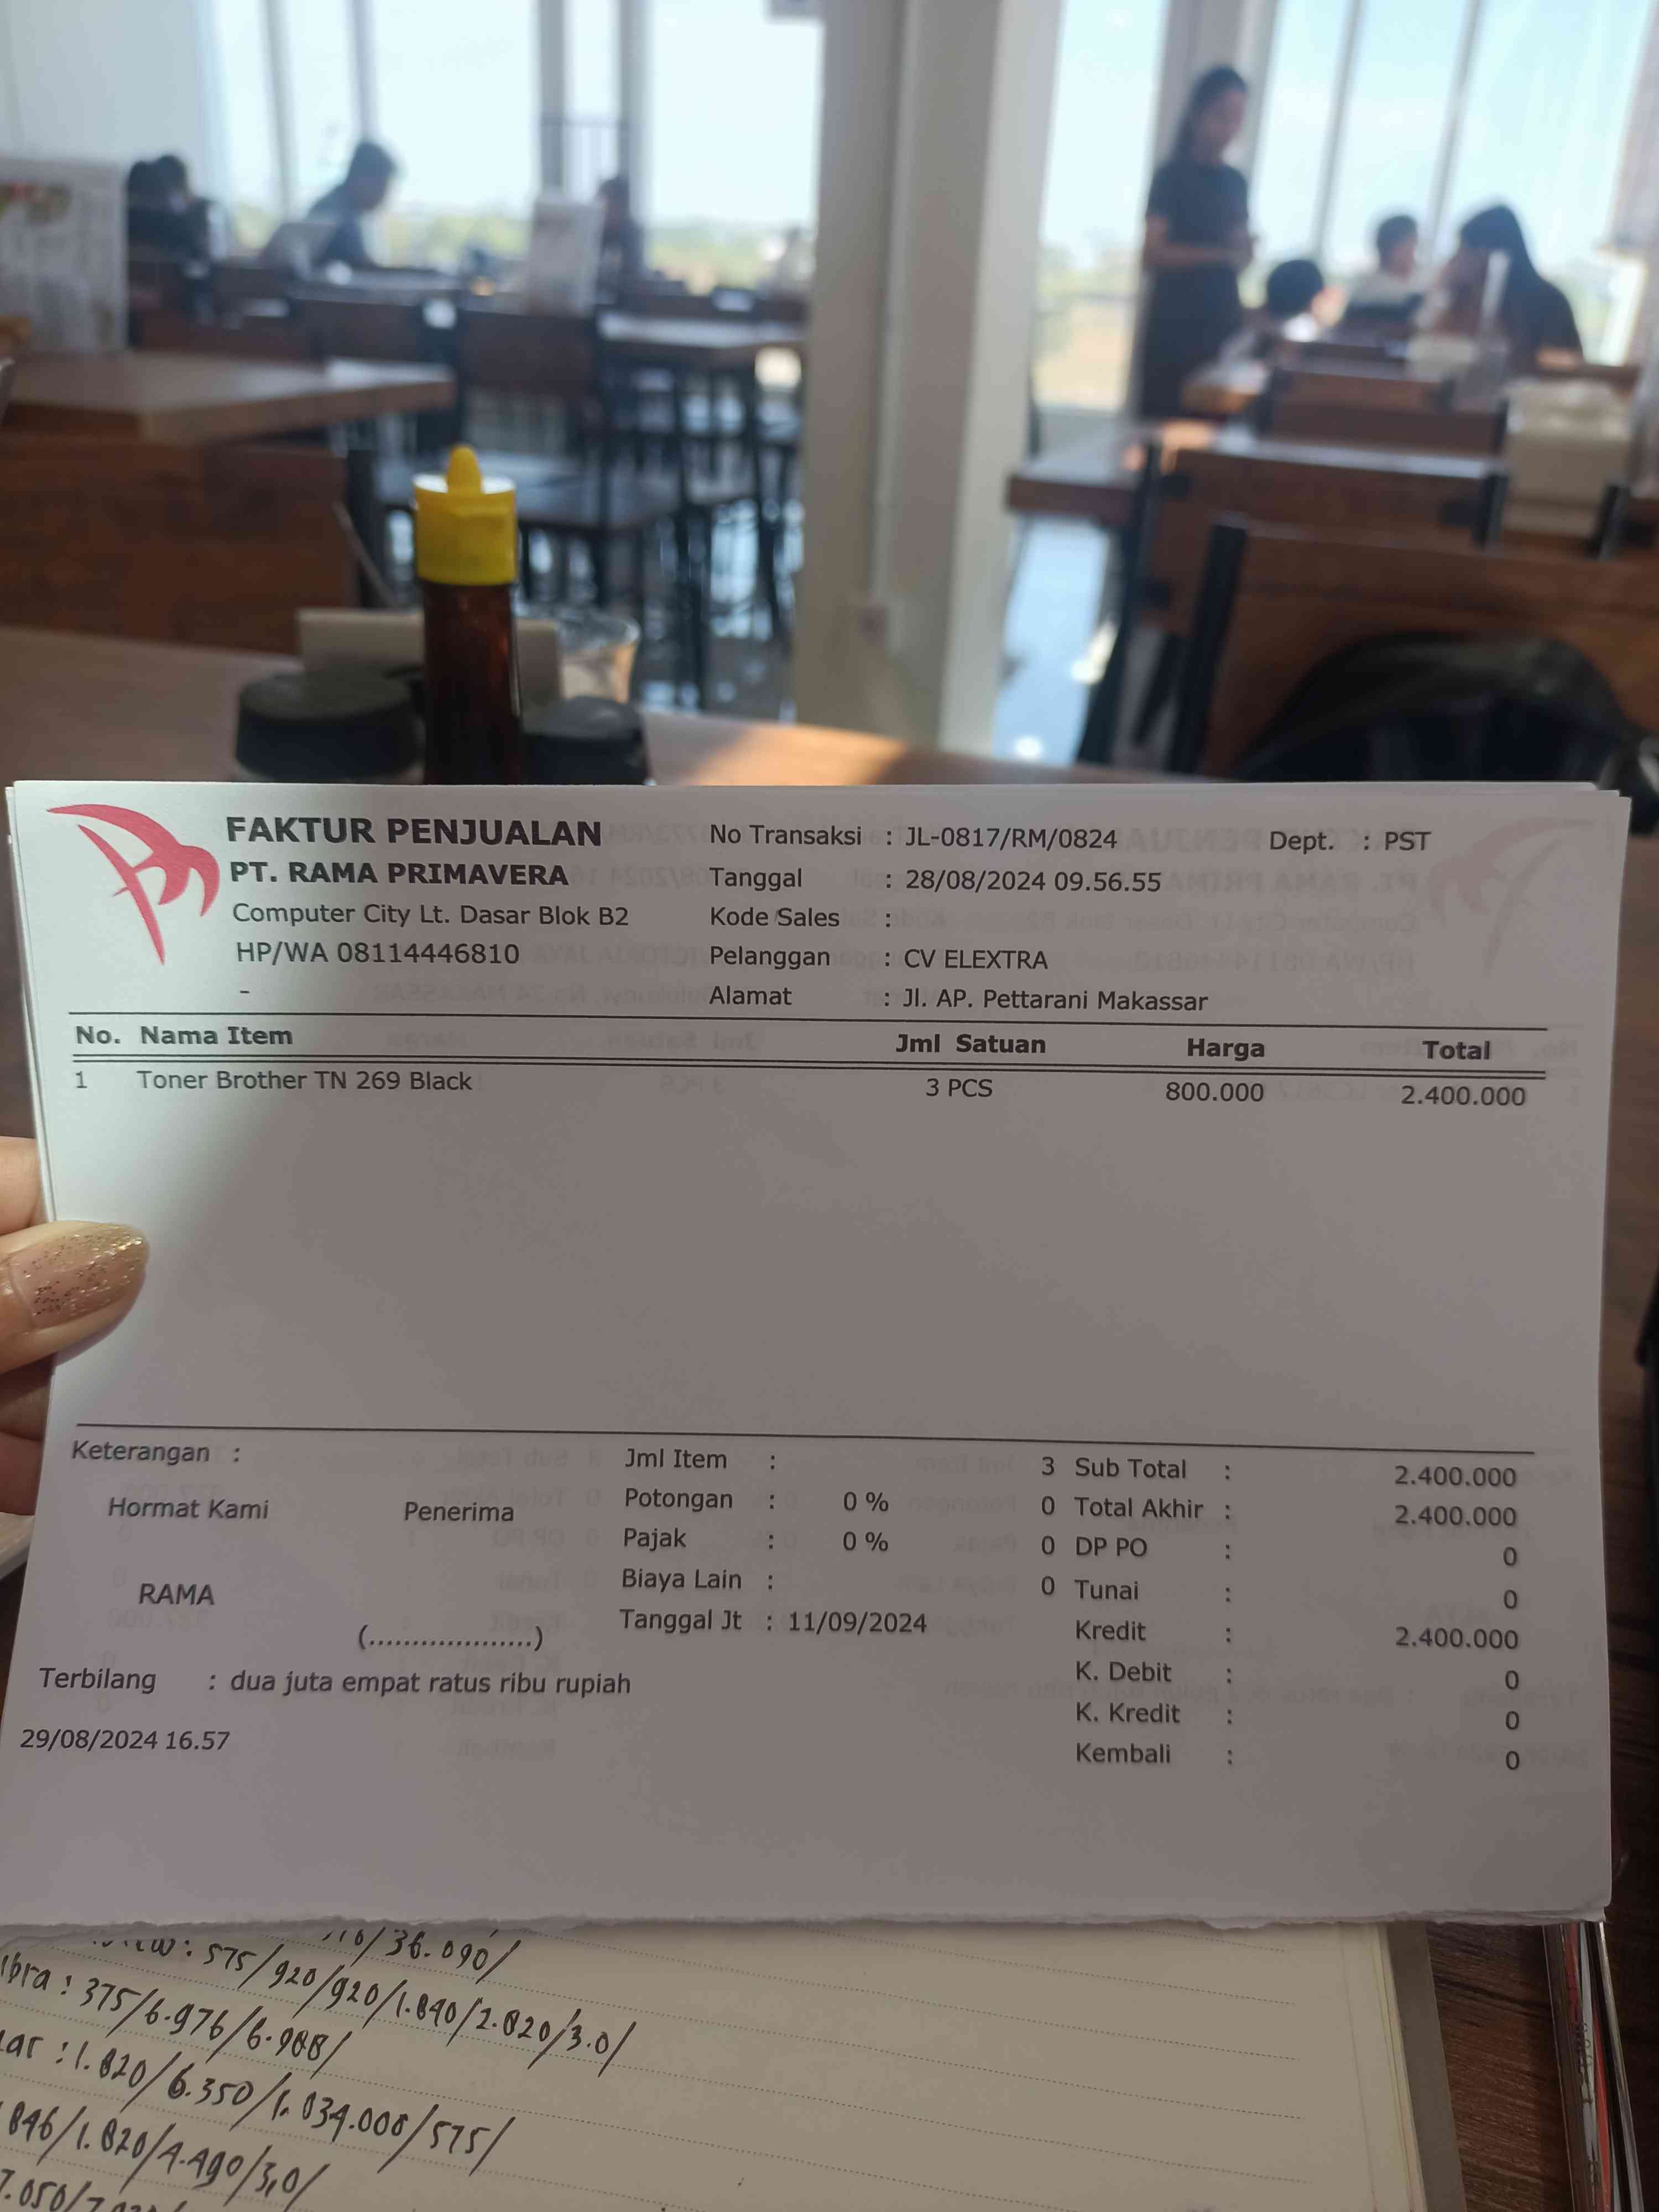 FAKTUR PENJUALAN
PT. RAMA PRIMAVERA
Computer City Lt. Dasar Blok B2
HP/WA 08114446810
-
No Transaksi : JL-0817/RM/0824 Dept. : PST
Tanggal : 28/08/2024 09.56.55
Kode Sales :
Pelanggan : CV ELEXTRA
Alamat : Jl. AP. Pettarani Makassar
No. Nama Item Jml Satuan Harga Total
1 Toner Brother TN 269 Black 3 PCS 800.000 2.400.000
Keterangan :
Hormat Kami Penerima
RAMA
(...................)
Jml Item : 3
Potongan : 0 % 0
Pajak : 0 % 0
Biaya Lain : 0
Tanggal Jt : 11/09/2024
Sub Total : 2.400.000
Total Akhir : 2.400.000
DP PO : 0
Tunai : 0
Kredit : 2.400.000
K. Debit : 0
K. Kredit : 0
Kembali : 0
Terbilang : dua juta empat ratus ribu rupiah
29/08/2024 16.57
/36.090/
: 575/920/920/1.840/2.820/3.0/
: 375/6.976/6.988/
: 1.820/6.350/1.034.000/575/
846/1.820/4.490/3,0/